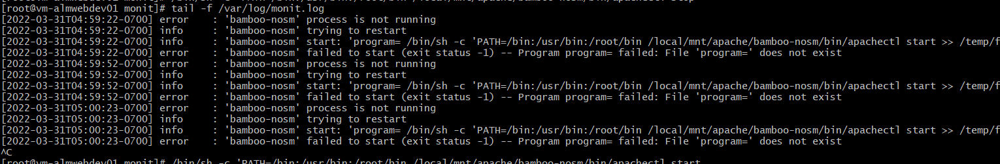 [root@vm-almwebdev01 monit]# tail -f /var/log/monit.log
[2022-03-31T04:59:22-0700] error    : 'bamboo-nosm' process is not running
[2022-03-31T04:59:22-0700] info     : 'bamboo-nosm' trying to restart
[2022-03-31T04:59:22-0700] info     : 'bamboo-nosm' start: 'program= /bin/sh -c 'PATH=/bin:/usr/bin:/root/bin /local/mnt/apache/bamboo-nosm/bin/apachectl start >> /temp/f
[2022-03-31T04:59:22-0700] error    : 'bamboo-nosm' failed to start (exit status -1) -- Program program= failed: File 'program=' does not exist
[2022-03-31T04:59:52-0700] error    : 'bamboo-nosm' process is not running
[2022-03-31T04:59:52-0700] info     : 'bamboo-nosm' trying to restart
[2022-03-31T04:59:52-0700] info     : 'bamboo-nosm' start: 'program= /bin/sh -c 'PATH=/bin:/usr/bin:/root/bin /local/mnt/apache/bamboo-nosm/bin/apachectl start >> /temp/f
[2022-03-31T04:59:52-0700] error    : 'bamboo-nosm' failed to start (exit status -1) -- Program program= failed: File 'program=' does not exist
[2022-03-31T05:00:23-0700] error    : 'bamboo-nosm' process is not running
[2022-03-31T05:00:23-0700] info     : 'bamboo-nosm' trying to restart
[2022-03-31T05:00:23-0700] info     : 'bamboo-nosm' start: 'program= /bin/sh -c 'PATH=/bin:/usr/bin:/root/bin /local/mnt/apache/bamboo-nosm/bin/apachectl start >> /temp/f
[2022-03-31T05:00:23-0700] error    : 'bamboo-nosm' failed to start (exit status -1) -- Program program= failed: File 'program=' does not exist
^C
[root@vm-almwebdev01 monit]# /bin/sh -c 'PATH=/bin:/usr/bin:/root/bin /local/mnt/apache/bamboo-nosm/bin/apachectl start